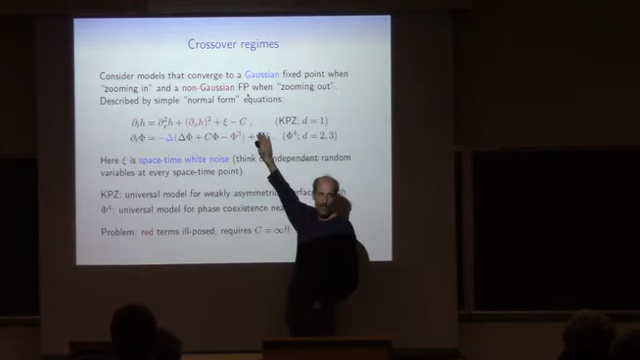 Crossover regimes
Consider models that converge to a Gaussian fixed point when
"zooming in" and a non-Gaussian FP when "zooming out".
Described by simple "normal form" equations:
∂ₜh = ∂ₓ²h + (∂ₓh)² + ξ − C , (KPZ; d = 1)
∂ₜΦ = −Δ(ΔΦ + CΦ − Φ³) + (Φ⁴; d = 2, 3)
Here ξ is space-time white noise (think independent random
variables at every space-time point).
KPZ: universal model for weakly asymmetric
Φ⁴: universal model for phase coexistence
Problem: red terms ill-posed, requires C = ∞!!